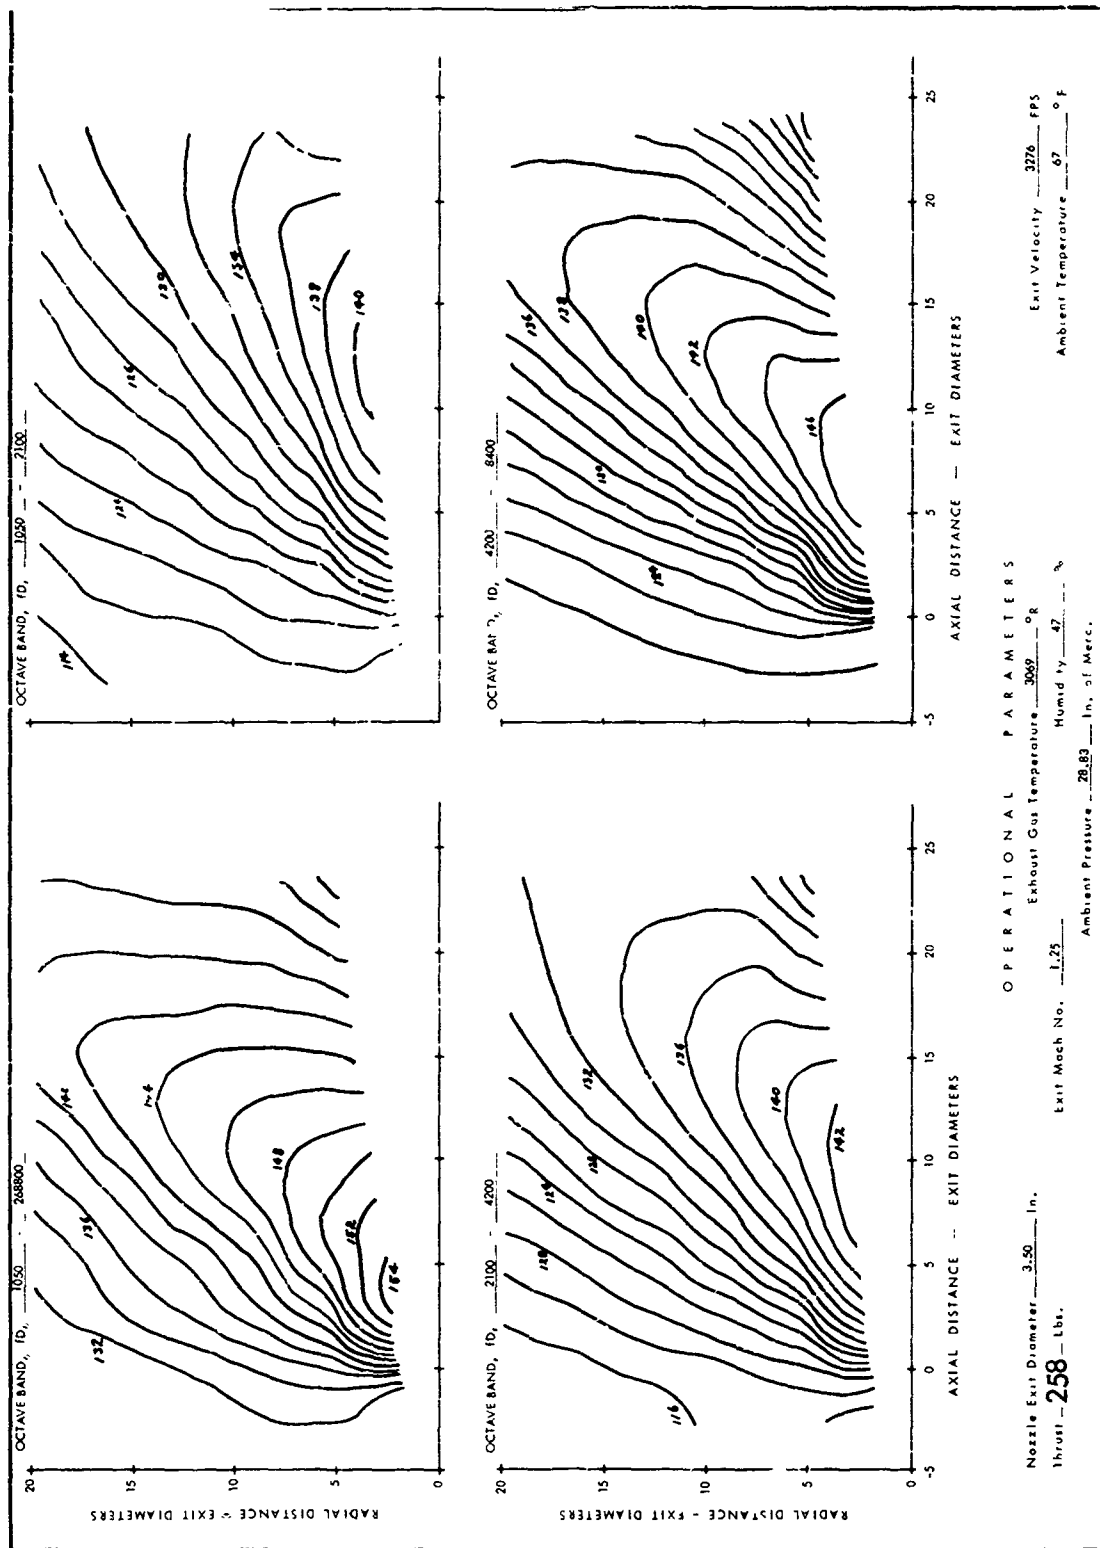 OCTAVE BAND, fD, 1050 - 268800
20
15
10
5
0
RADIAL DISTANCE - EXIT DIAMETERS
132
136
144
148
152
154
OCTAVE BAND, fD, 1050 - 2100
114
124
126
130
134
138
140
OCTAVE BAND, fD, 2100 - 4200
20
15
10
5
0
RADIAL DISTANCE - EXIT DIAMETERS
116
120
124
128
132
136
140
142
-5 0 5 10 15 20 25
AXIAL DISTANCE -- EXIT DIAMETERS
OCTAVE BAND, fD, 4200 - 8400
124
136
138
140
142
146
-5 0 5 10 15 20 25
AXIAL DISTANCE — EXIT DIAMETERS
OPERATIONAL PARAMETERS
Nozzle Exit Diameter 3.50 In.
Exhaust Gas Temperature 3069 °R
Exit Velocity 3276 FPS
Thrust 258 Lbs.
Exit Mach No. 1.25
Humidity 47 %
Ambient Temperature 67 °F
Ambient Pressure 28.83 In. of Merc.